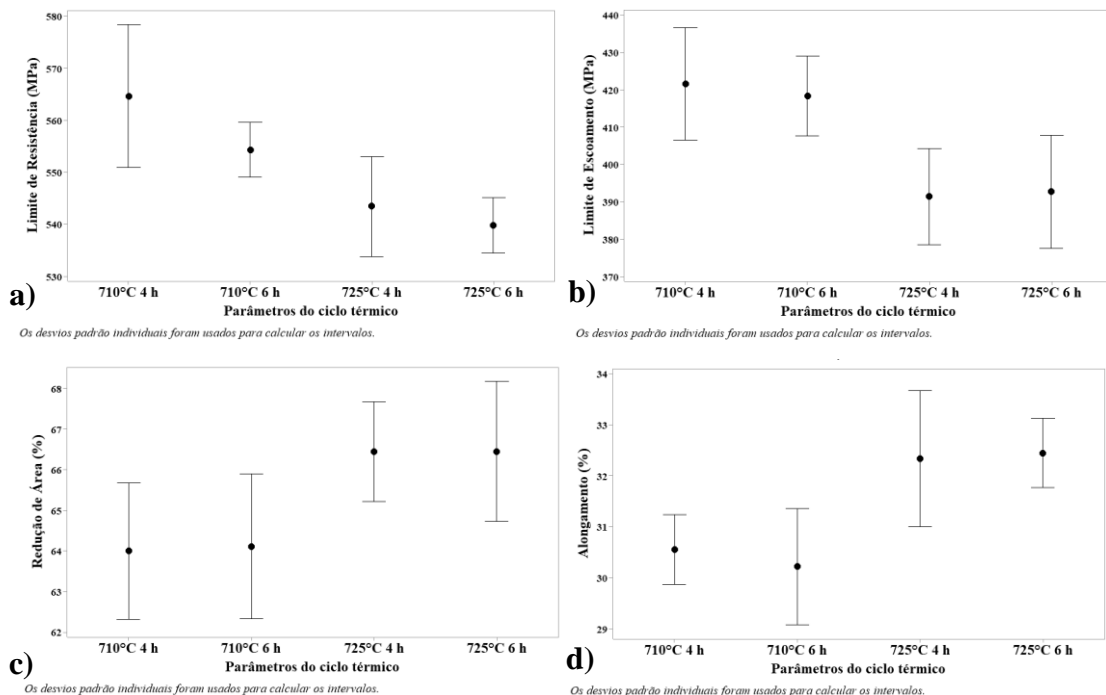 Limite de Resistência (MPa)
580
570
560
550
540
530
710°C 4 h 710°C 6 h 725°C 4 h 725°C 6 h
Parâmetros do ciclo térmico
a)
Os desvios padrão individuais foram usados para calcular os intervalos.
Limite de Escoamento (MPa)
440
430
420
410
400
390
380
370
710°C 4 h 710°C 6 h 725°C 4 h 725°C 6 h
Parâmetros do ciclo térmico
b)
Os desvios padrão individuais foram usados para calcular os intervalos.
Redução de Área (%)
68
67
66
65
64
63
62
710°C 4 h 710°C 6 h 725°C 4 h 725°C 6 h
Parâmetros do ciclo térmico
c)
Os desvios padrão individuais foram usados para calcular os intervalos.
Alongamento (%)
34
33
32
31
30
29
710°C 4 h 710°C 6 h 725°C 4 h 725°C 6 h
Parâmetros do ciclo térmico
d)
Os desvios padrão individuais foram usados para calcular os intervalos.